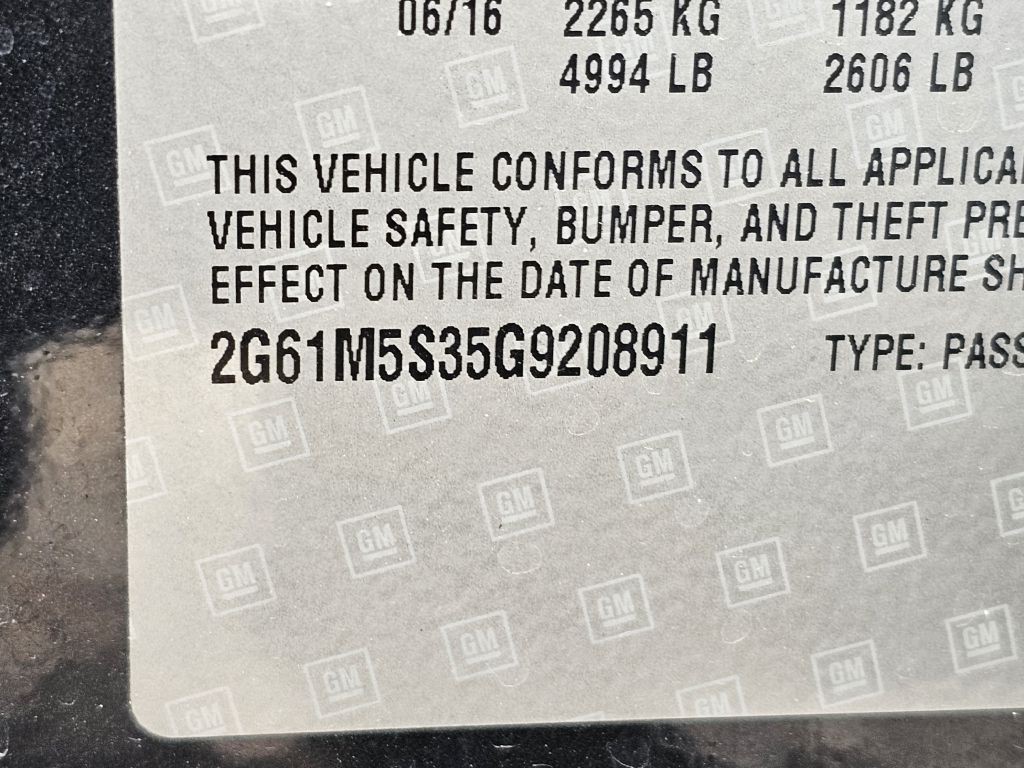 06/16 2265 KG 1182 KG
4994 LB 2606 LB
THIS VEHICLE CONFORMS TO ALL APPLICA
VEHICLE SAFETY, BUMPER, AND THEFT PRE
EFFECT ON THE DATE OF MANUFACTURE SH
2G61M5S35G9208911 TYPE: PASS
GM